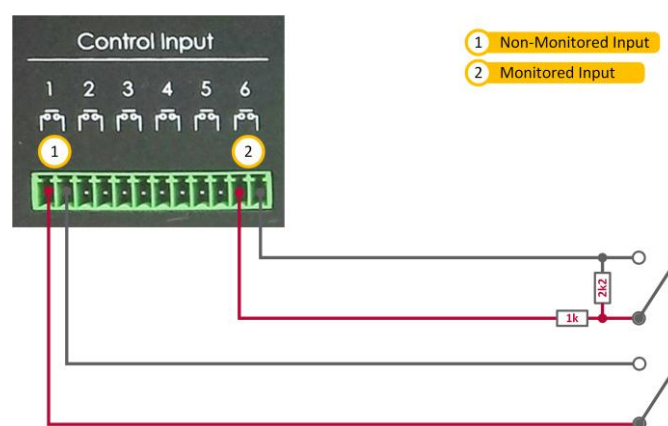 Control Input
1 2 3 4 5 6
1
2
1 Non-Monitored Input
2 Monitored Input
2k2
1k